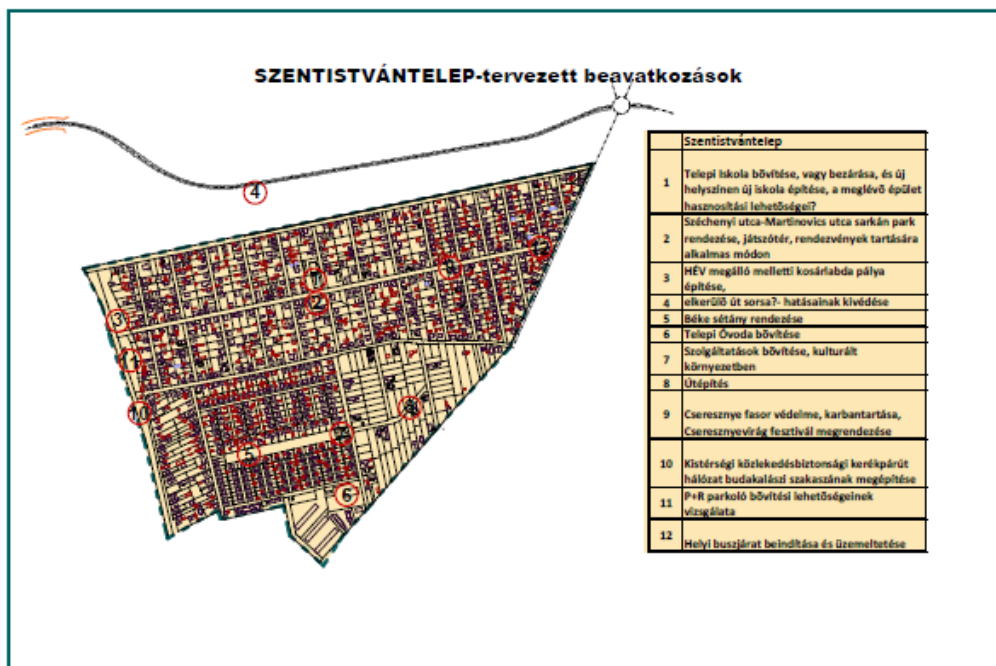 SZENTISTVÁNTELEP-tervezett beavatkozások
Szentistvántelep
1 Telepi Iskola bővítése, vagy bezárása, és új
helyszínen új iskola építése, a meglévő épület
hasznosítási lehetőségei?
2 Széchenyi utca-Martinovics utca sarkán park
rendezése, játszótér, rendezvények tartására
alkalmas módon
3 HÉV megálló melletti kosárlabda pálya
építése,
4 elkerülő út sorsa?- hatásainak kivédése
5 Béke sétány rendezése
6 Telepi Óvoda bővítése
7 Szolgáltatások bővítése, kulturált
környezetben
8 Útépítés
9 Cseresznye fasor védelme, karbantartása,
Cseresznyevirág fesztivál megrendezése
10 Kistérségi közlekedésbiztonsági kerékpárút
hálózat budakalászi szakaszának megépítése
11 P+R parkoló bővítési lehetőségeinek
vizsgálata
12 Helyi buszjárat beindítása és üzemeltetése
4
12
1
2
3
11
10
5
6